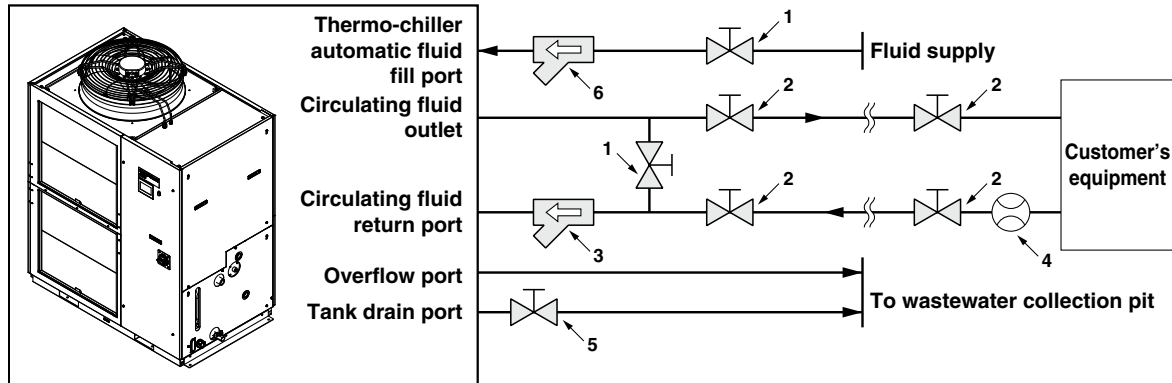 Thermo-chiller
automatic fluid
fill port
1
Fluid supply
6
Circulating fluid
outlet
2
2
1
Customer's
equipment
Circulating fluid
return port
2
2
3
4
Overflow port
To wastewater collection pit
Tank drain port
5